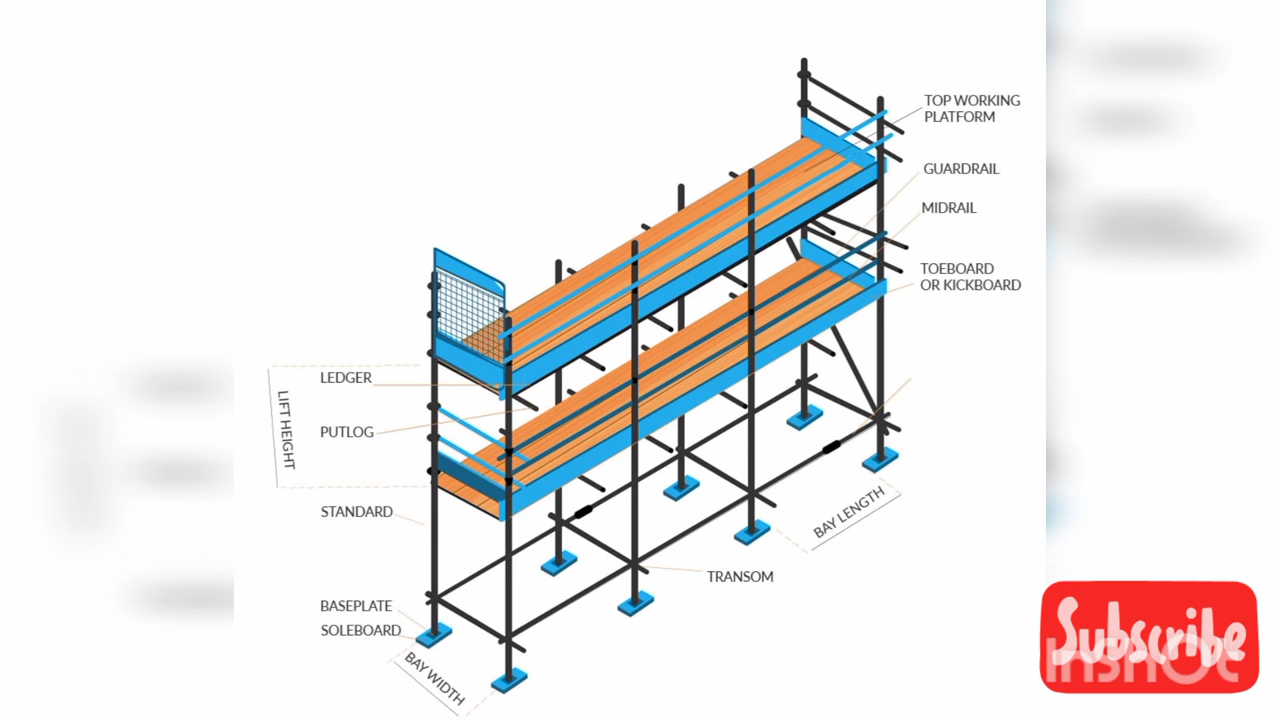 TOP WORKING
PLATFORM
GUARDRAIL
MIDRAIL
TOEBOARD
OR KICKBOARD
LEDGER
LIFT HEIGHT
PUTLOG
STANDARD
BAY LENGTH
TRANSOM
BASEPLATE
SOLEBOARD
BAY WIDTH
Subscribe
InShOt